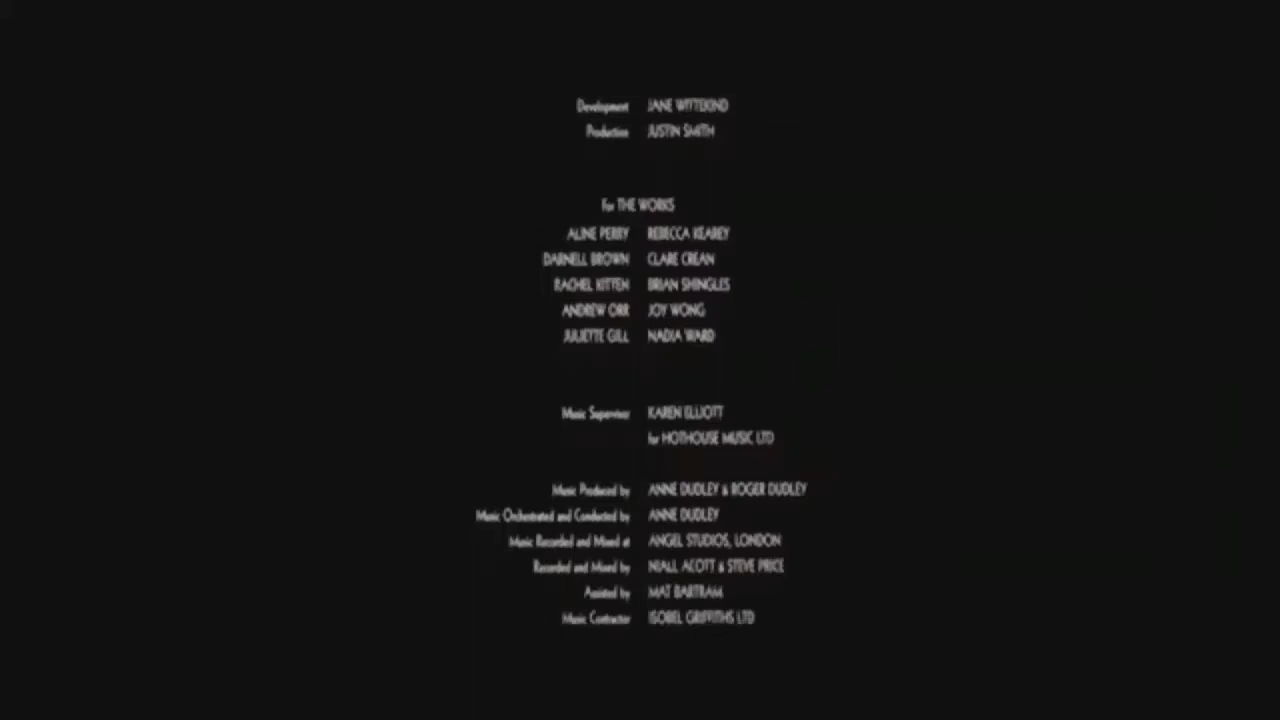 Development JANE WITTEKIND
Production JUSTIN SMITH
For THE WORKS
ALINE PERRY REBECCA KEAREY
DARNELL BROWN CLARE CREAN
RACHEL KITTEN BRIAN SHINGLES
ANDREW ORR JOY WONG
JULIETTE GILL NADIA WARD
Music Supervisor KAREN ELLIOTT
for HOTHOUSE MUSIC LTD
Music Produced by ANNE DUDLEY & ROGER DUDLEY
Music Orchestrated and Conducted by ANNE DUDLEY
Music Recorded and Mixed at ANGEL STUDIOS, LONDON
Recorded and Mixed by NIALL ACOTT & STEVE PRICE
Assisted by MAT BARTRAM
Music Contractor ISOBEL GRIFFITHS LTD